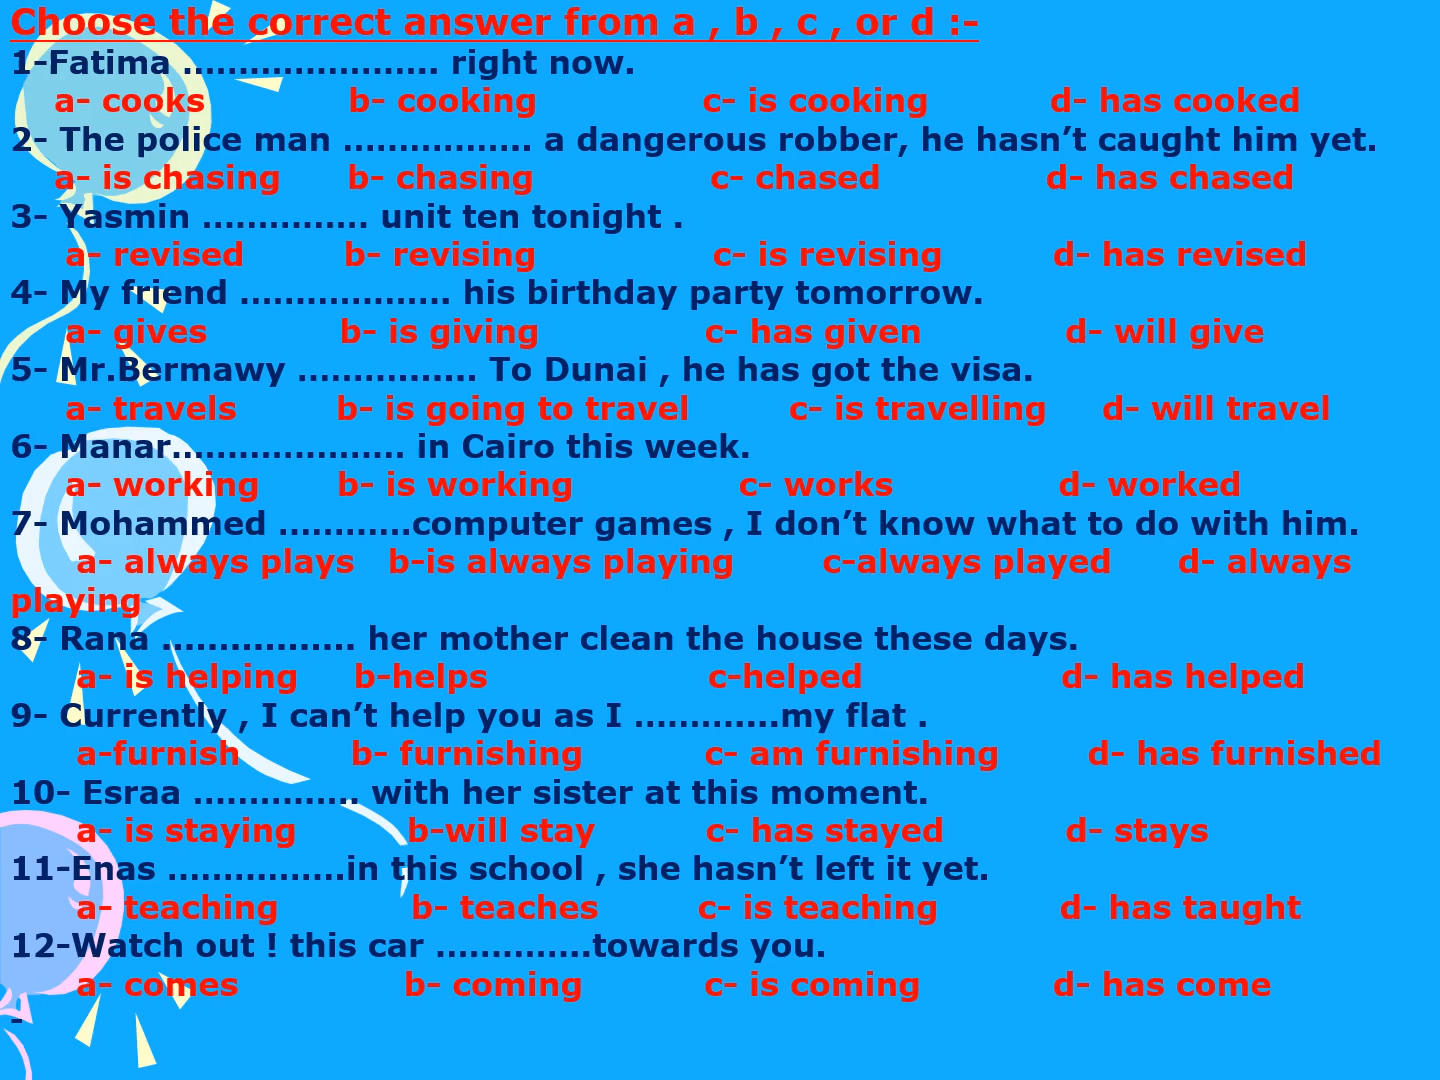 Choose the correct answer from a , b , c , or d :-
1-Fatima ………………….. right now.
a- cooks b- cooking c- is cooking d- has cooked
2- The police man …………….. a dangerous robber, he hasn’t caught him yet.
a- is chasing b- chasing c- chased d- has chased
3- Yasmin …………… unit ten tonight .
a- revised b- revising c- is revising d- has revised
4- My friend ………………. his birthday party tomorrow.
a- gives b- is giving c- has given d- will give
5- Mr.Bermawy ……………. To Dunai , he has got the visa.
a- travels b- is going to travel c- is travelling d- will travel
6- Manar………………… in Cairo this week.
a- working b- is working c- works d- worked
7- Mohammed …………computer games , I don’t know what to do with him.
a- always plays b-is always playing c-always played d- always
playing
8- Rana ……………. her mother clean the house these days.
a- is helping b-helps c-helped d- has helped
9- Currently , I can’t help you as I ………….my flat .
a-furnish b- furnishing c- am furnishing d- has furnished
10- Esraa …………… with her sister at this moment.
a- is staying b-will stay c- has stayed d- stays
11-Enas …………….in this school , she hasn’t left it yet.
a- teaching b- teaches c- is teaching d- has taught
12-Watch out ! this car …………..towards you.
a- comes b- coming c- is coming d- has come
-